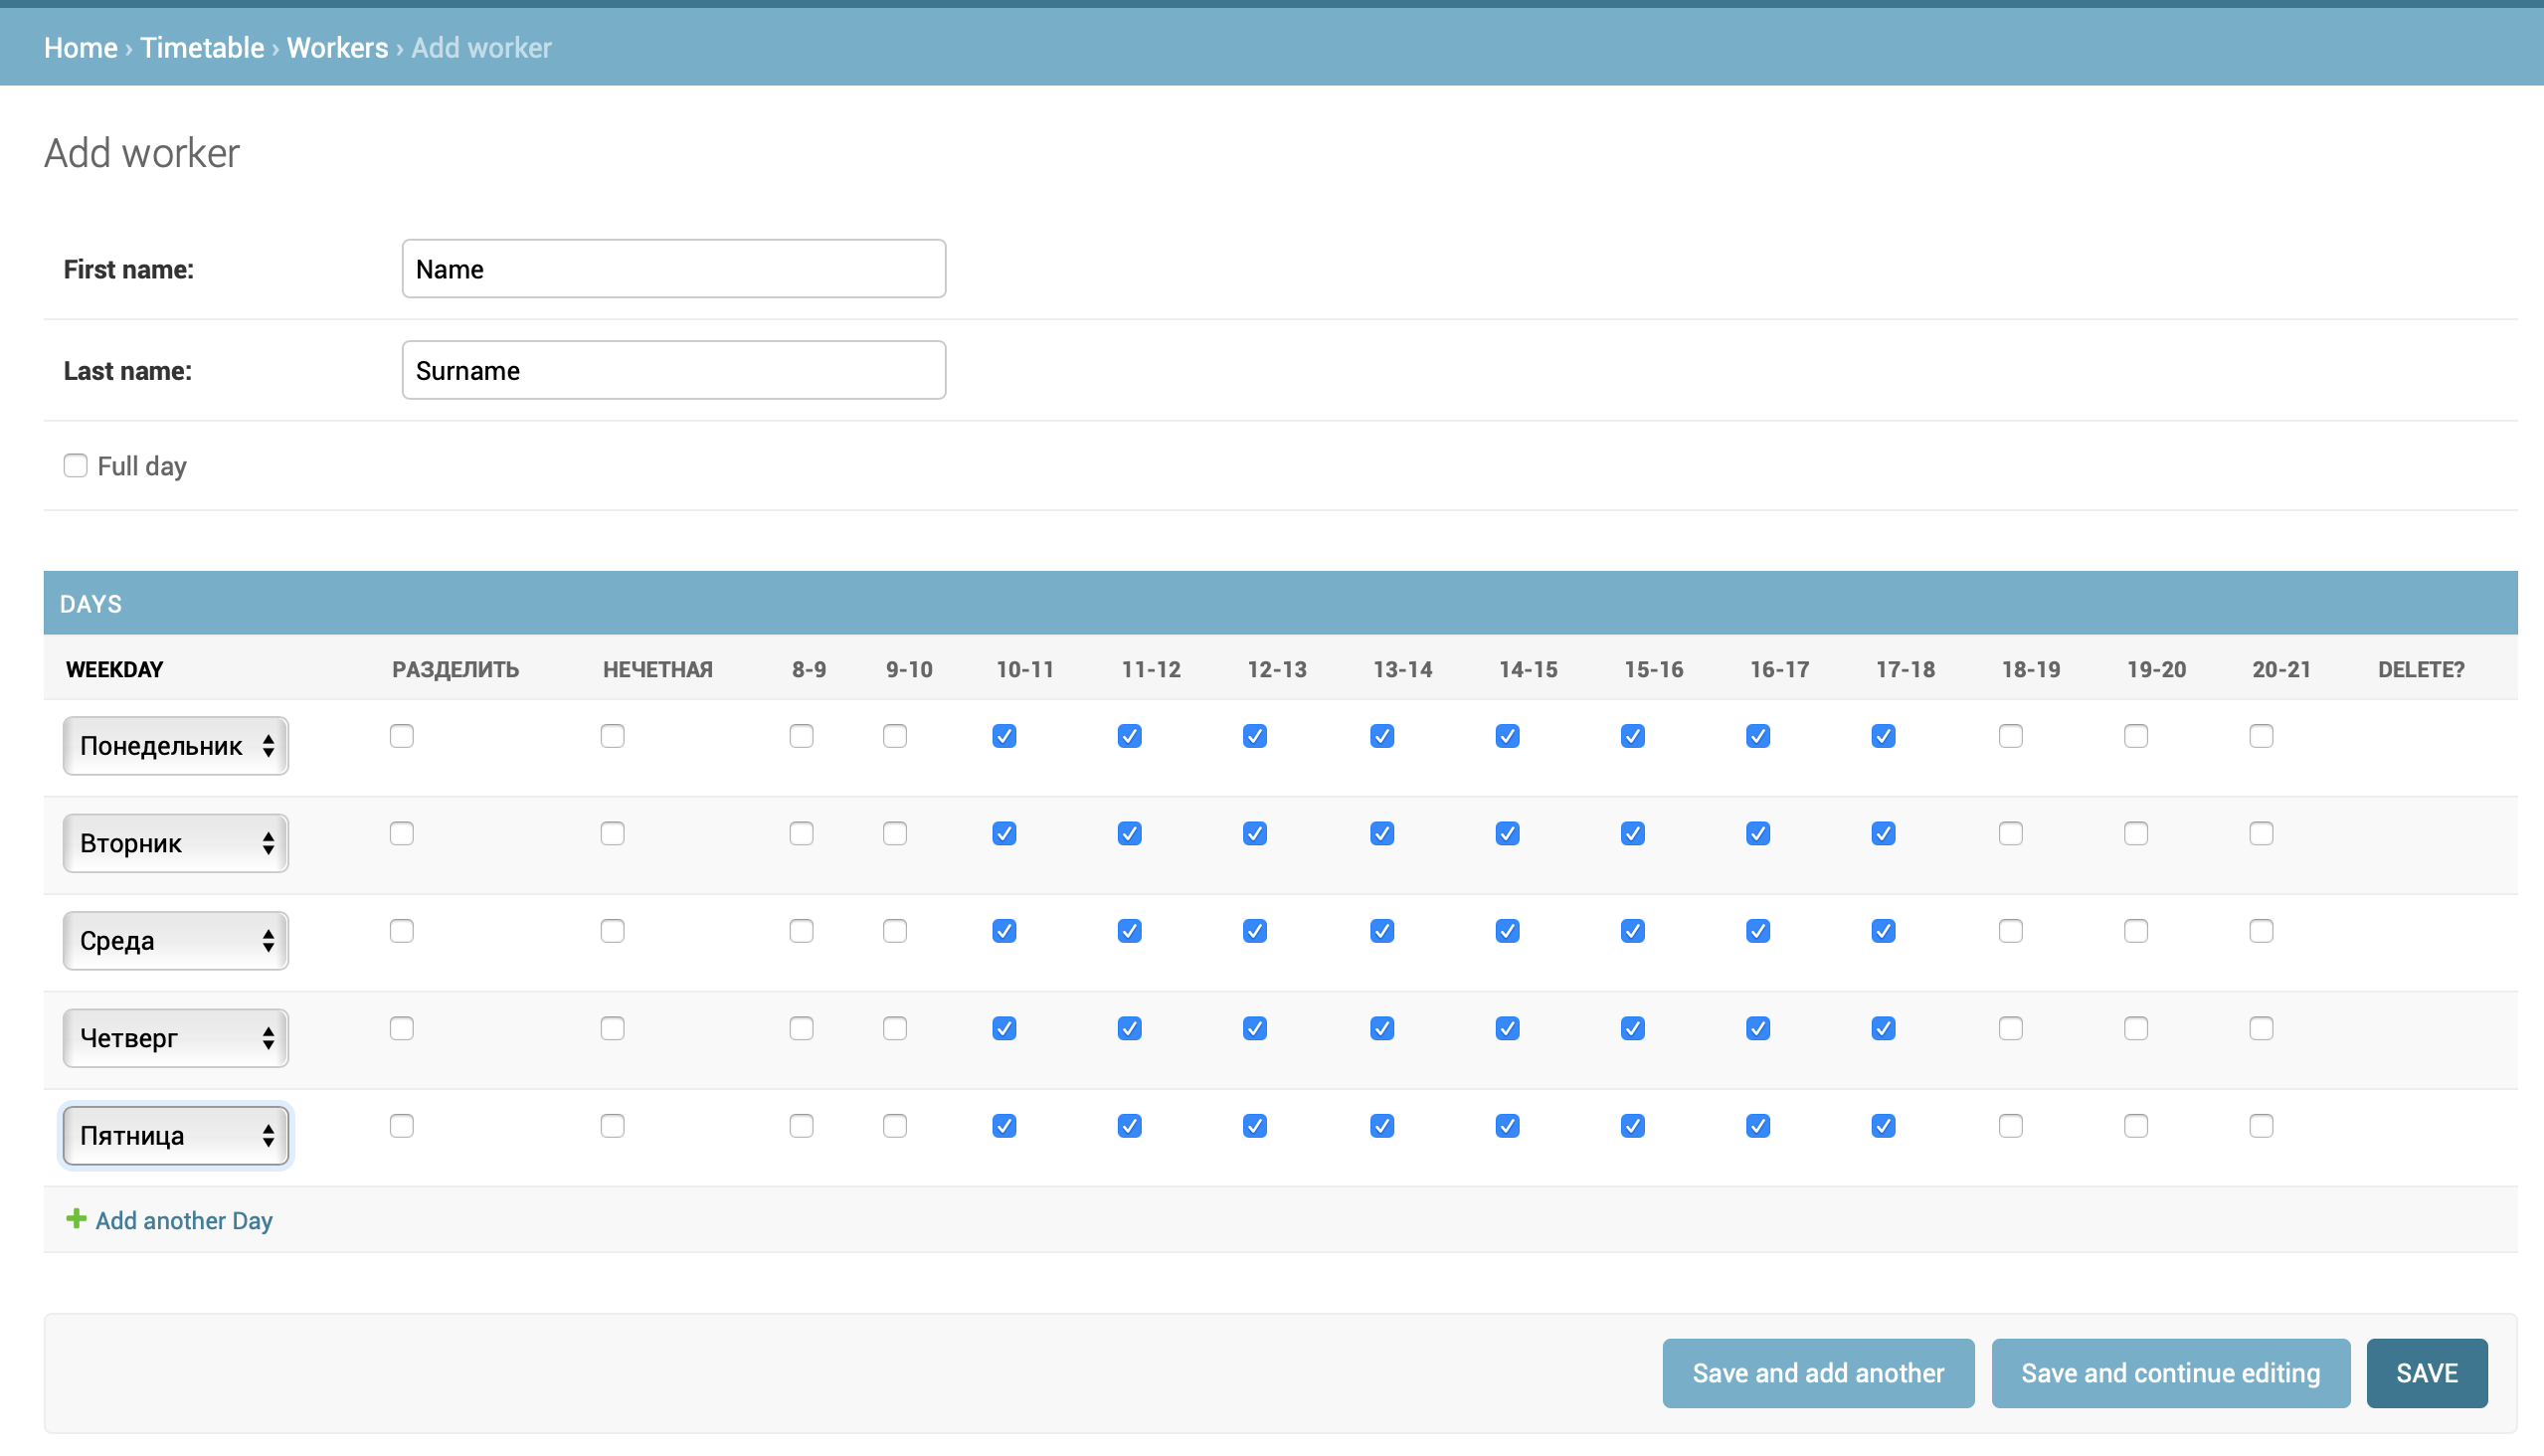 Home › Timetable › Workers › Add worker
Add worker
First name: Name
Last name: Surname
Full day
DAYS
WEEKDAY РАЗДЕЛИТЬ НЕЧЕТНАЯ 8-9 9-10 10-11 11-12 12-13 13-14 14-15 15-16 16-17 17-18 18-19 19-20 20-21 DELETE?
Понедельник
Вторник
Среда
Четверг
Пятница
Add another Day
Save and add another Save and continue editing SAVE